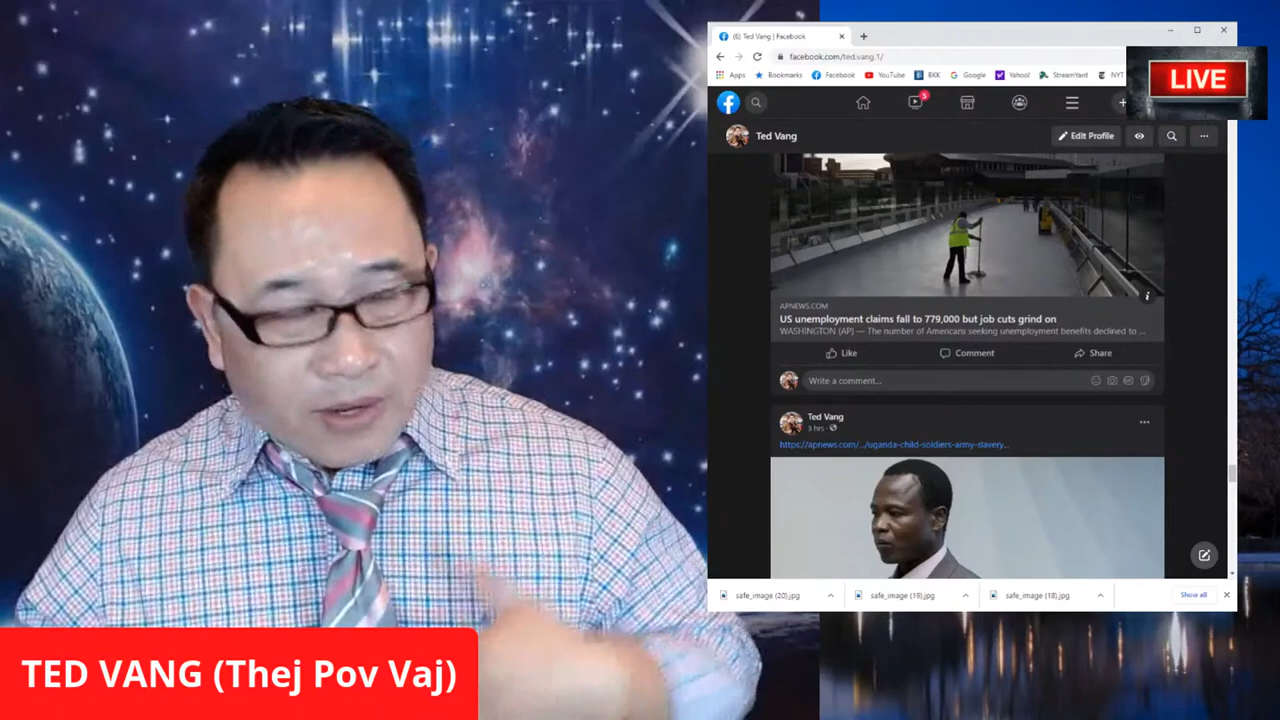 (6) Ted Vang | Facebook
facebook.com/ted.vang.1/
Apps Bookmarks Facebook YouTube BKK Google Yahoo! StreamYard NYT
LIVE
5
Ted Vang
Edit Profile
APNEWS.COM
US unemployment claims fall to 779,000 but job cuts grind on
WASHINGTON (AP) — The number of Americans seeking unemployment benefits declined to ...
Like Comment Share
Write a comment...
Ted Vang
3 hrs ·
https://apnews.com/.../uganda-child-soldiers-army-slavery...
safe_image (20).jpg safe_image (19).jpg safe_image (18).jpg Show all
TED VANG (Thej Pov Vaj)